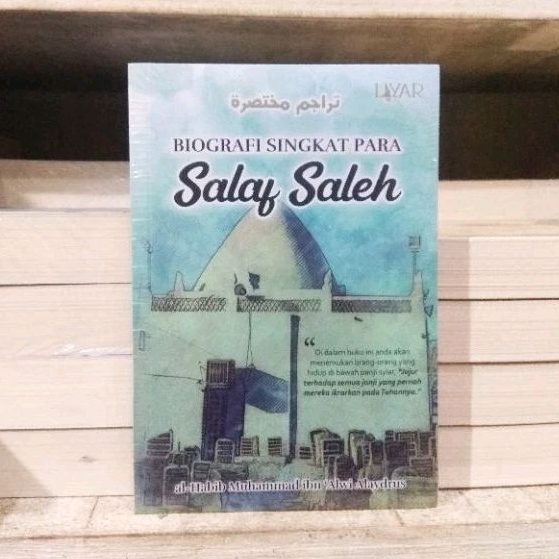 تراجم مختصرة
LIYAR
BIOGRAFI SINGKAT PARA
Salaf Saleh
“
Di dalam buku ini anda akan
menemukan orang-orang yang
hidup di bawah panji syiar, "Jujur
terhadap semua janji yang pernah
mereka ikrarkan pada Tuhannya."
al-Habib Muhammad ibn 'Alwi Alaydrus